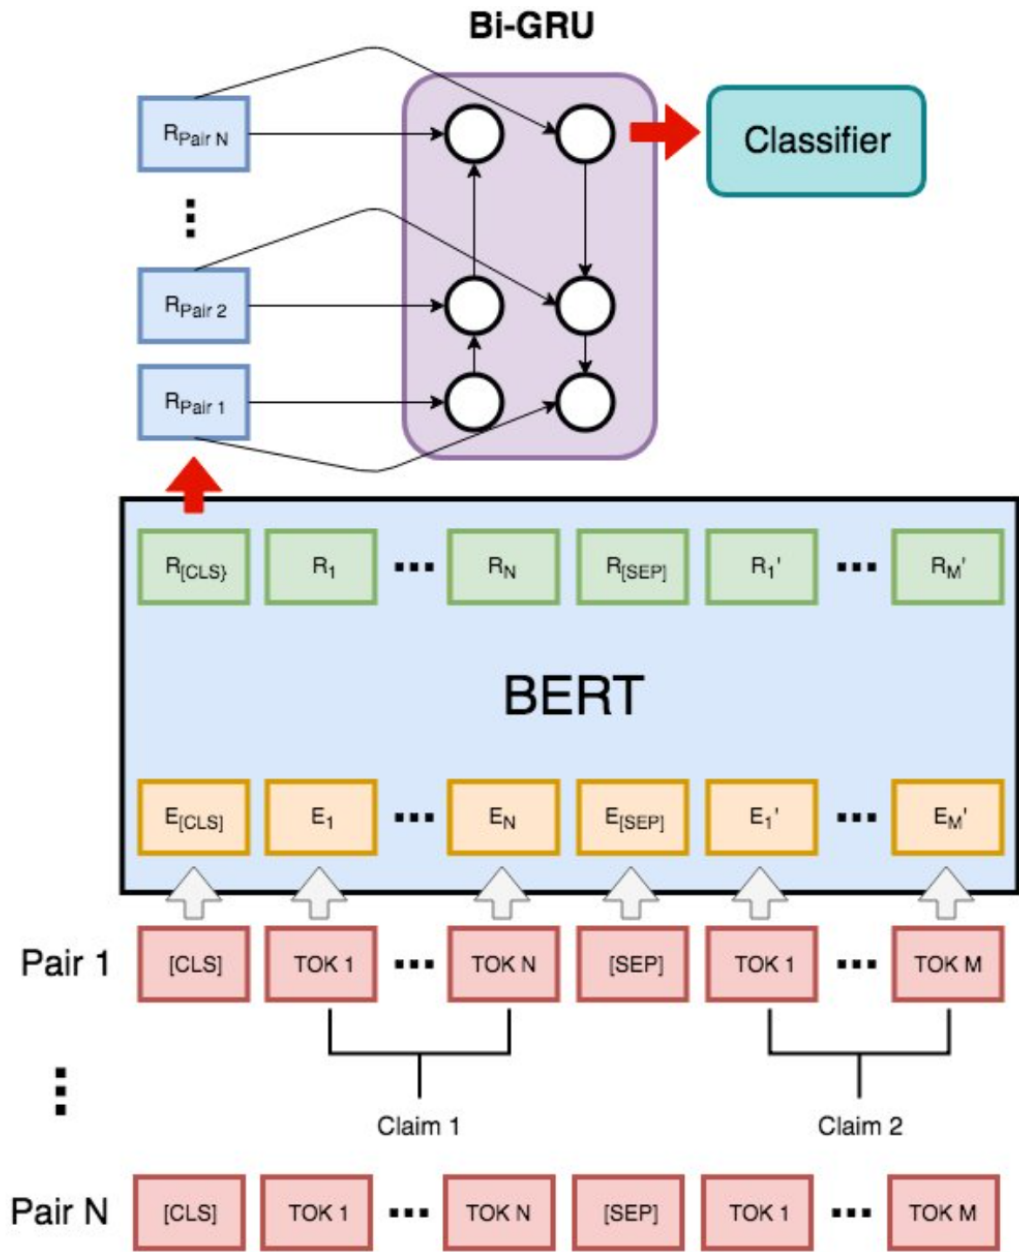 Bi-GRU
R_Pair N
Classifier
⋮
R_Pair 2
R_Pair 1
R_[CLS} R_1 ... R_N R_[SEP] R_1' ... R_M'
BERT
E_[CLS] E_1 ... E_N E_[SEP] E_1' ... E_M'
Pair 1 [CLS] TOK 1 ... TOK N [SEP] TOK 1 ... TOK M
⋮
Claim 1 Claim 2
Pair N [CLS] TOK 1 ... TOK N [SEP] TOK 1 ... TOK M